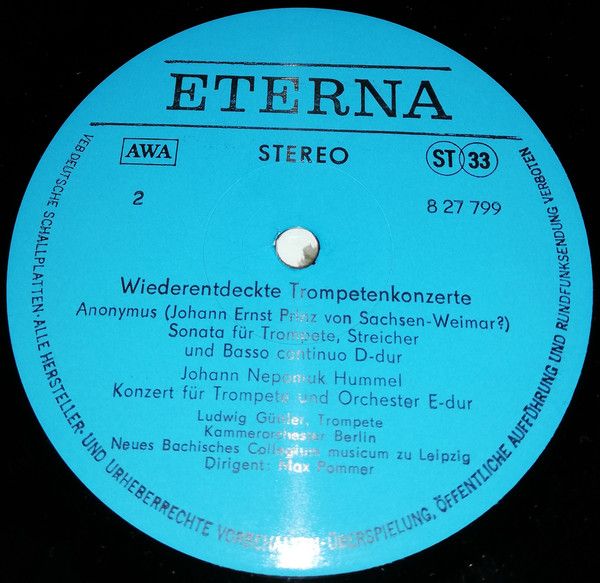 ETERNA
AWA
STEREO
ST 33
2
8 27 799
Wiederentdeckte Trompetenkonzerte
Anonymus (Johann Ernst Prinz von Sachsen-Weimar?)
Sonata für Trompete, Streicher
und Basso continuo D-dur
Johann Nepomuk Hummel
Konzert für Trompete und Orchester E-dur
Ludwig Güttler, Trompete
Kammerorchester Berlin
Neues Bachisches Collegium musicum zu Leipzig
Dirigent: Max Pommer
VEB DEUTSCHE SCHALLPLATTEN · ALLE HERSTELLER- UND URHEBERRECHTE VORBEHALTEN · ÜBERSPIELUNG, ÖFFENTLICHE AUFFÜHRUNG UND RUNDFUNKSENDUNG VERBOTEN